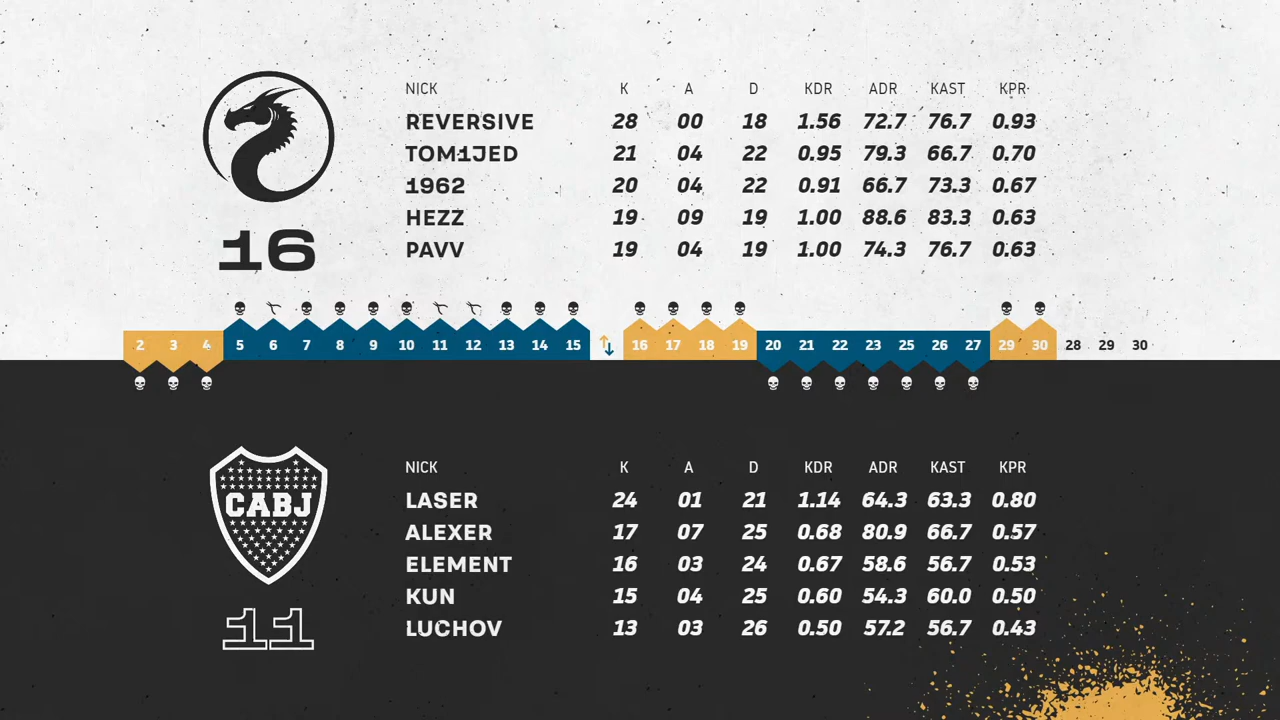 NICK K A D KDR ADR KAST KPR
REVERSIVE 28 00 18 1.56 72.7 76.7 0.93
TOM1JED 21 04 22 0.95 79.3 66.7 0.70
1962 20 04 22 0.91 66.7 73.3 0.67
HEZZ 19 09 19 1.00 88.6 83.3 0.63
PAVV 19 04 19 1.00 74.3 76.7 0.63
16
2 3 4 5 6 7 8 9 10 11 12 13 14 15 16 17 18 19 20 21 22 23 25 26 27 29 30 28 29 30
NICK K A D KDR ADR KAST KPR
LASER 24 01 21 1.14 64.3 63.3 0.80
CABJ
ALEXER 17 07 25 0.68 80.9 66.7 0.57
ELEMENT 16 03 24 0.67 58.6 56.7 0.53
KUN 15 04 25 0.60 54.3 60.0 0.50
LUCHOV 13 03 26 0.50 57.2 56.7 0.43
11